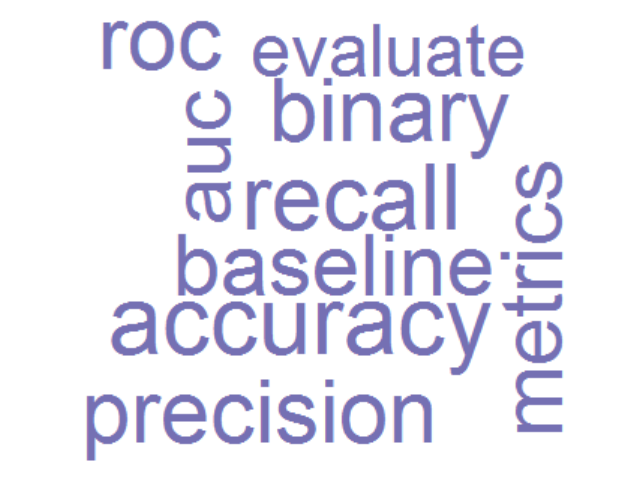 roc
evaluate
binary
auc
recall
baseline
metrics
accuracy
precision